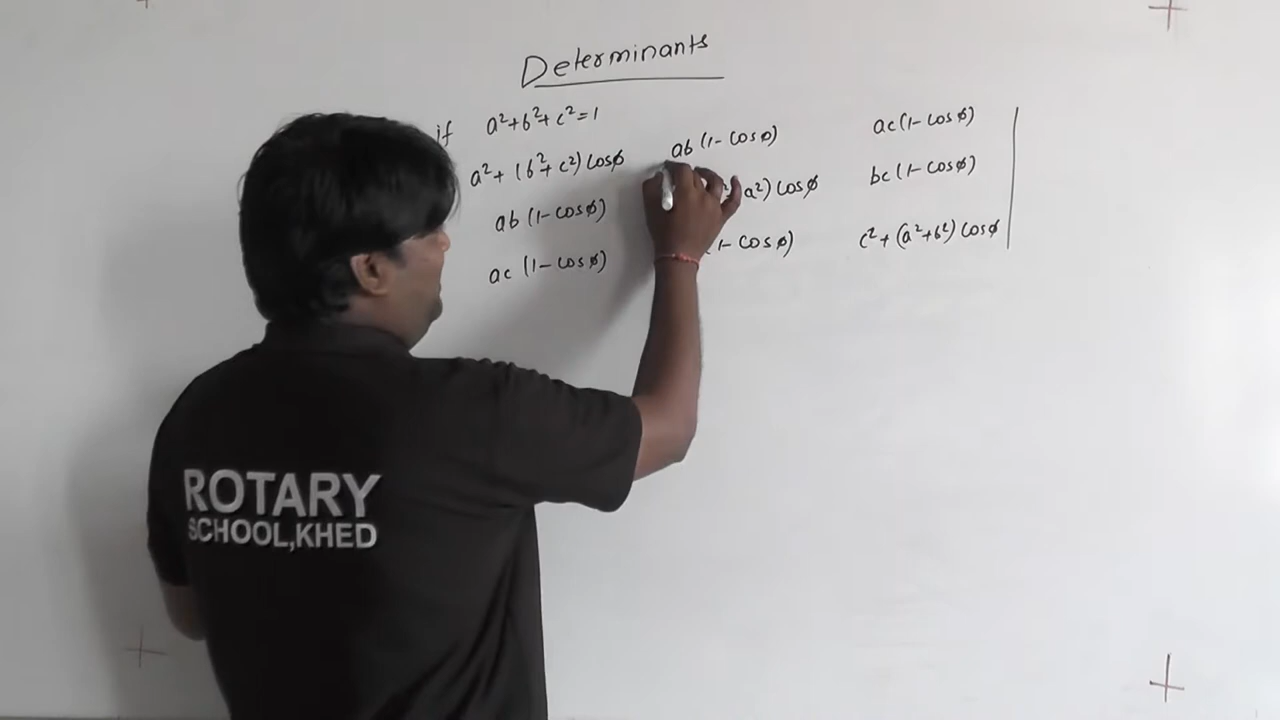 Determinants
if a²+b²+c²=1
a²+(b²+c²)cosφ ab(1-cosφ) ac(1-cosφ)
ab(1-cosφ) a²)cosφ bc(1-cosφ)
ac(1-cosφ) (1-cosφ) c²+(a²+b²)cosφ
ROTARY
SCHOOL,KHED